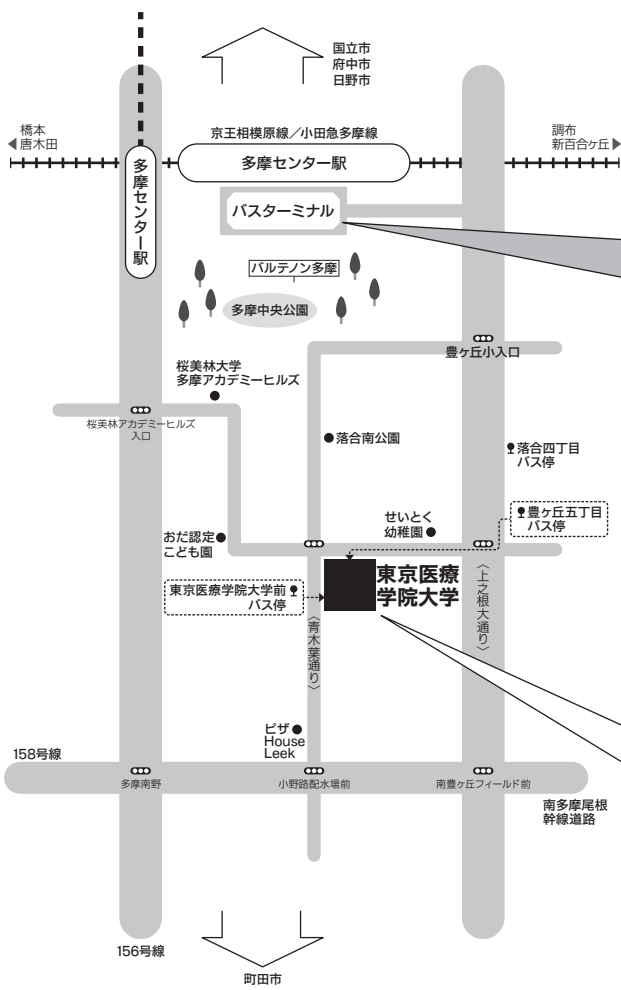 国立市
府中市
日野市
橋本
唐木田
京王相模原線／小田急多摩線
調布
新百合ヶ丘
多摩センター駅
多摩センター駅
バスターミナル
パルテノン多摩
多摩中央公園
豊ヶ丘小入口
桜美林大学
多摩アカデミーヒルズ
桜美林アカデミーヒルズ
入口
落合南公園
落合四丁目
バス停
豊ヶ丘五丁目
バス停
せいとく
幼稚園
おだ認定
こども園
東京医療
学院大学
東京医療学院大学前
バス停
〈青木葉通り〉
〈上之根大通り〉
ピザ
House
Leek
158号線
多摩南野
小野路配水場前
南豊ヶ丘フィールド前
南多摩尾根
幹線道路
156号線
町田市